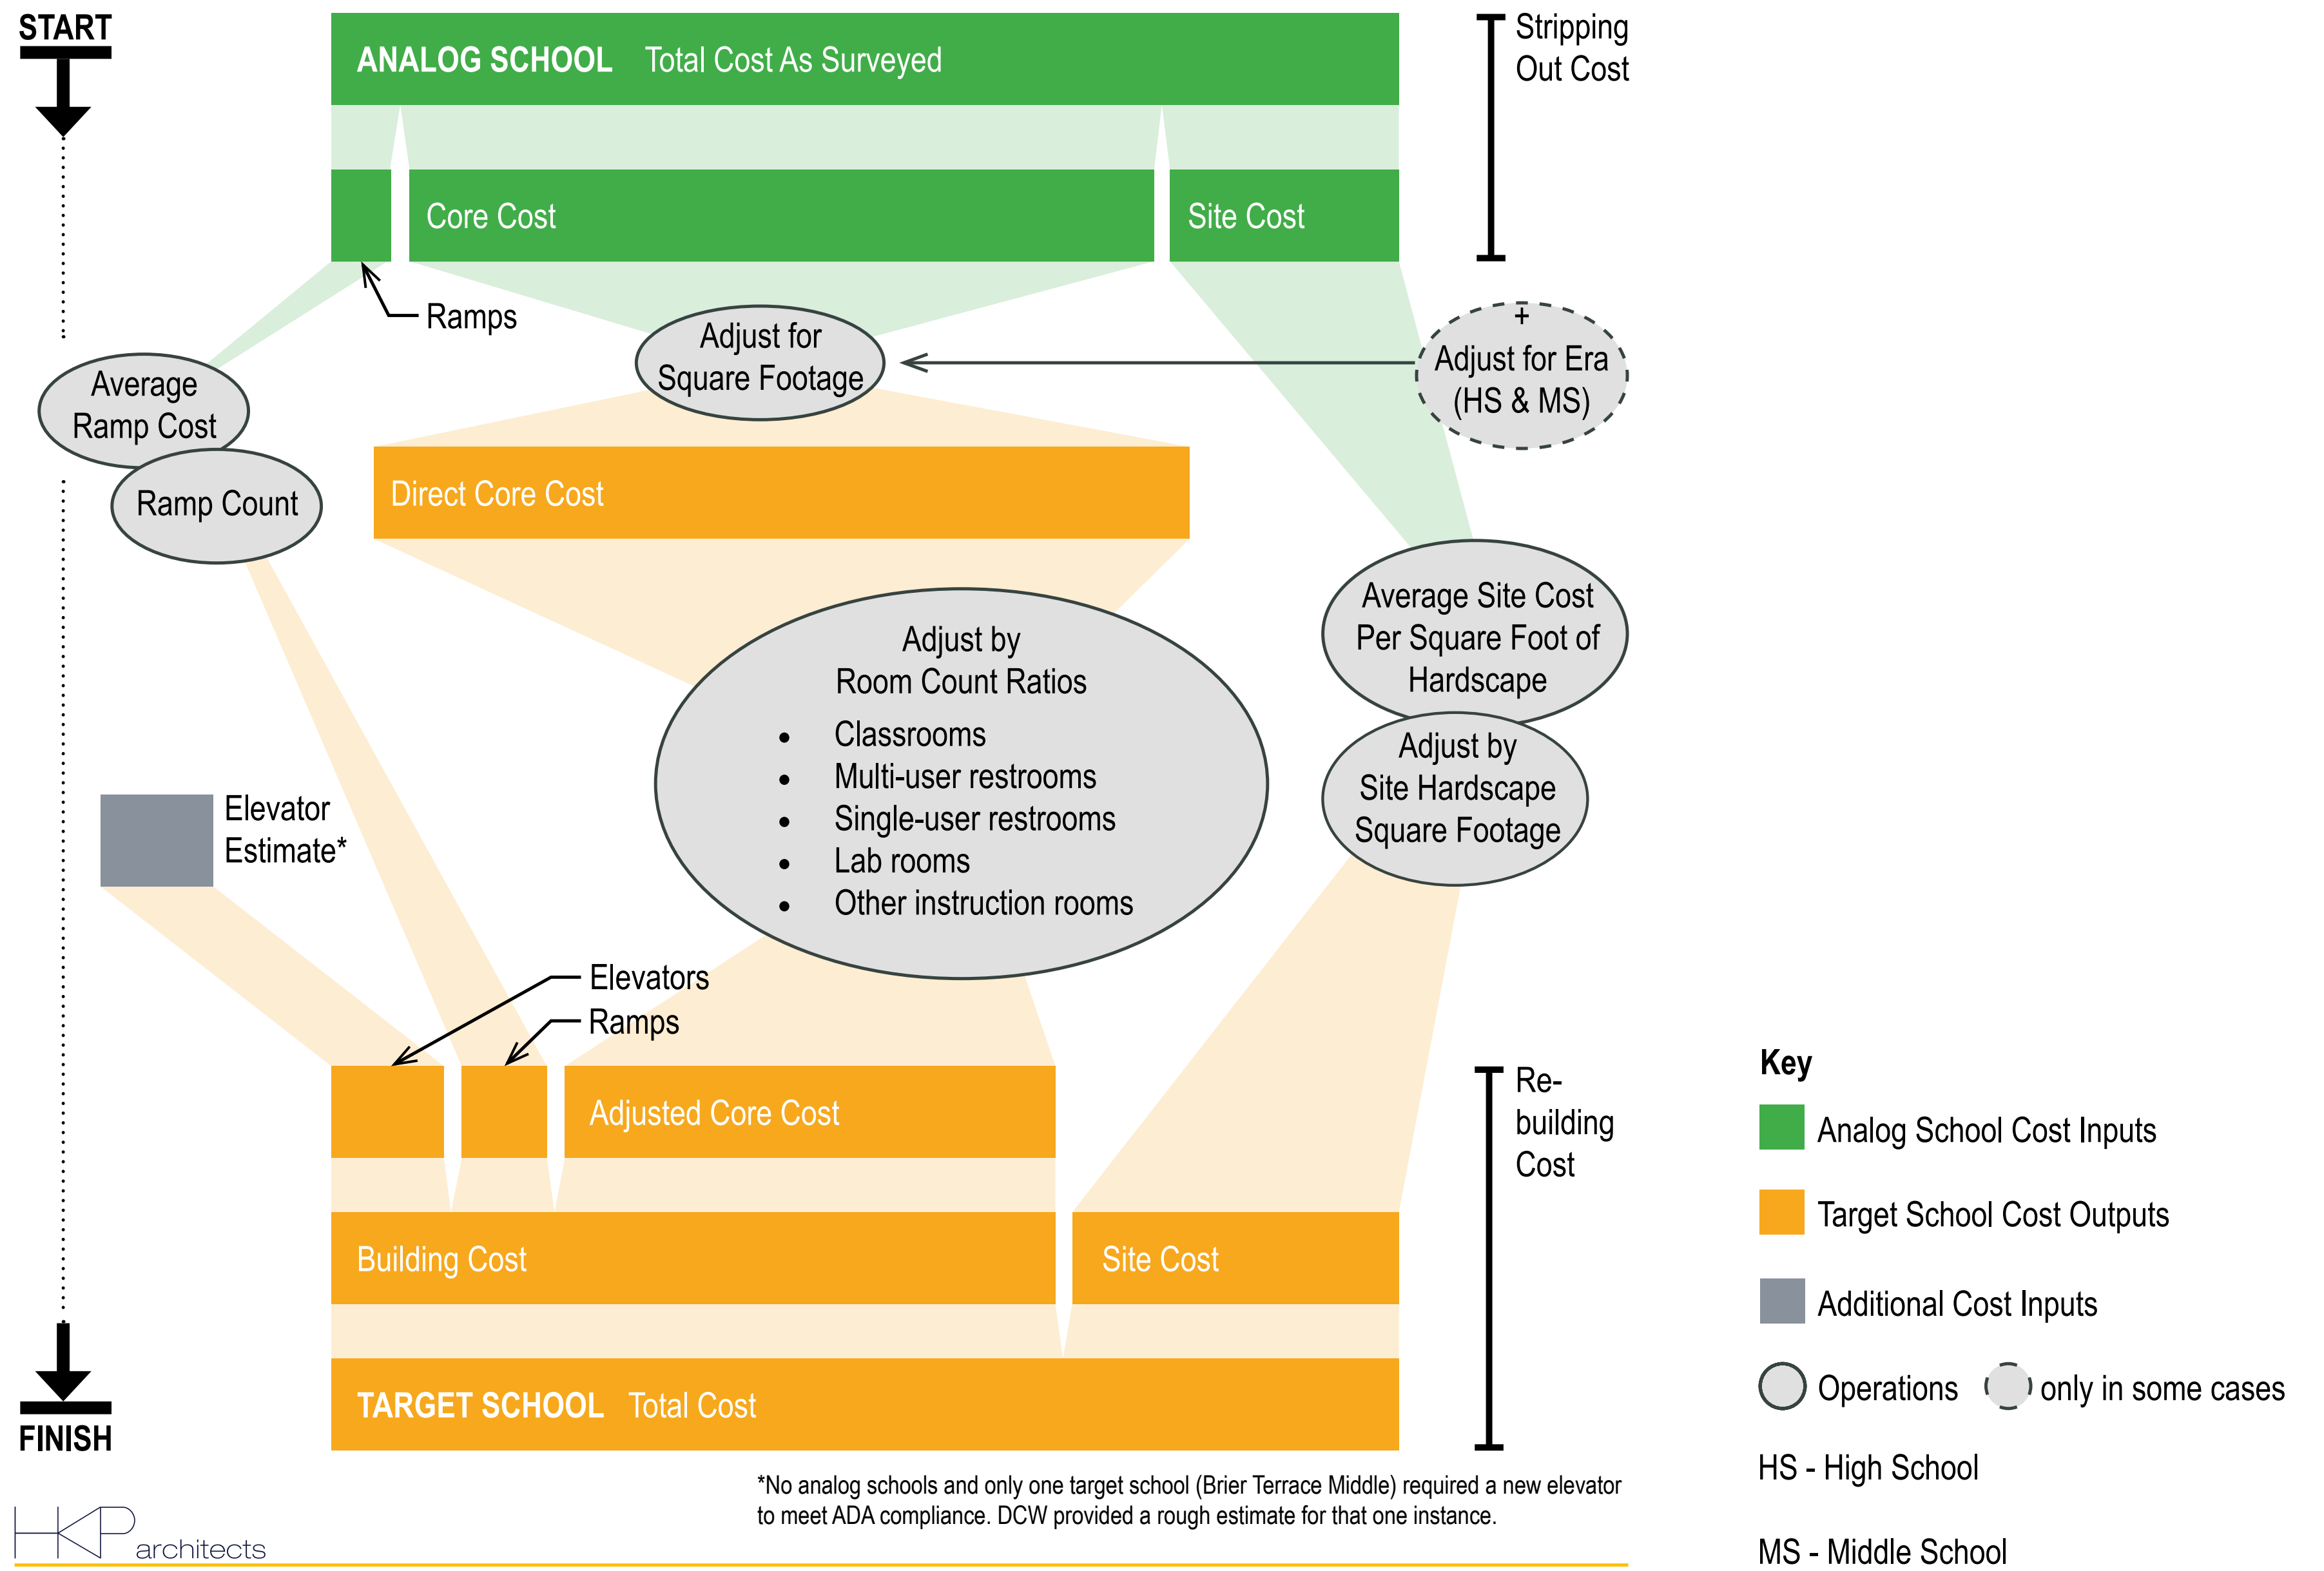 START
ANALOG SCHOOL Total Cost As Surveyed
Stripping
Out Cost
Core Cost
Site Cost
Ramps
Adjust for
Square Footage
+
Adjust for Era
(HS & MS)
Average
Ramp Cost
Ramp Count
Direct Core Cost
Average Site Cost
Per Square Foot of
Hardscape
Adjust by
Room Count Ratios
• Classrooms
• Multi-user restrooms
• Single-user restrooms
• Lab rooms
• Other instruction rooms
Adjust by
Site Hardscape
Square Footage
Elevator
Estimate*
Elevators
Ramps
Adjusted Core Cost
Re-
building
Cost
Building Cost
Site Cost
TARGET SCHOOL Total Cost
FINISH
Key
Analog School Cost Inputs
Target School Cost Outputs
Additional Cost Inputs
Operations
only in some cases
HS - High School
MS - Middle School
*No analog schools and only one target school (Brier Terrace Middle) required a new elevator
to meet ADA compliance. DCW provided a rough estimate for that one instance.
HKP architects